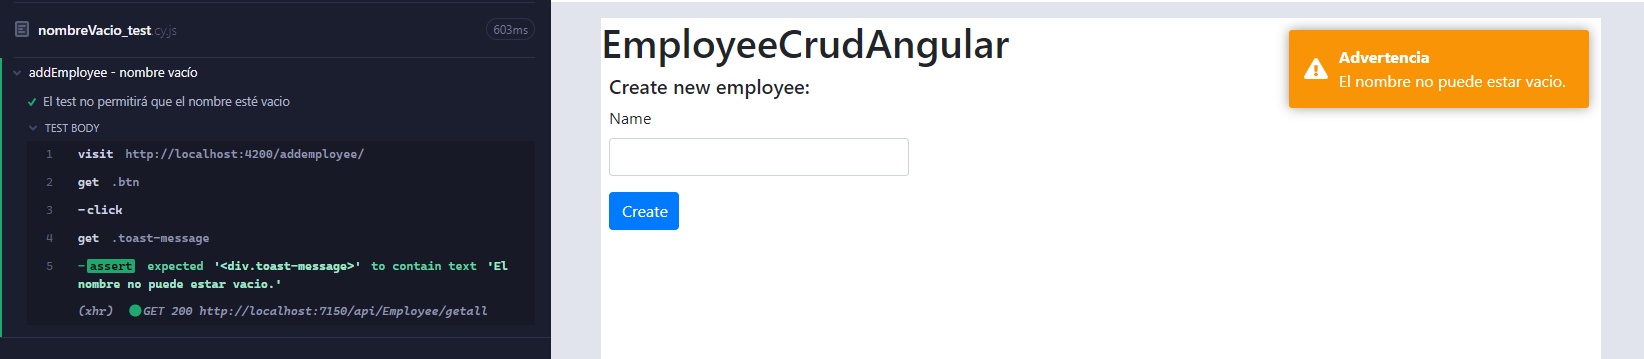 nombreVacio_test cy.js
603ms
addEmployee - nombre vacío
El test no permitirá que el nombre esté vacio
TEST BODY
1 visit http://localhost:4200/addemployee/
2 get .btn
3 -click
4 get .toast-message
5 -assert expected '<div.toast-message>' to contain text 'El
nombre no puede estar vacio.'
(xhr) GET 200 http://localhost:7150/api/Employee/getall
EmployeeCrudAngular
Create new employee:
Name
Create
Advertencia
El nombre no puede estar vacio.